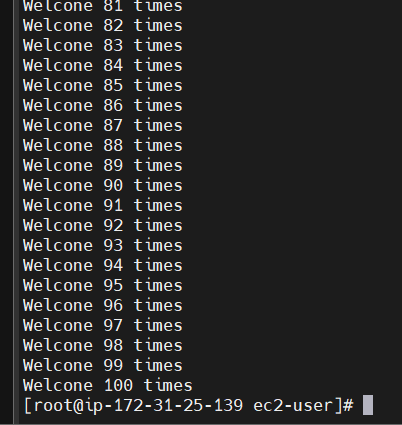 Welcone 81 times
Welcone 82 times
Welcone 83 times
Welcone 84 times
Welcone 85 times
Welcone 86 times
Welcone 87 times
Welcone 88 times
Welcone 89 times
Welcone 90 times
Welcone 91 times
Welcone 92 times
Welcone 93 times
Welcone 94 times
Welcone 95 times
Welcone 96 times
Welcone 97 times
Welcone 98 times
Welcone 99 times
Welcone 100 times
[root@ip-172-31-25-139 ec2-user]#